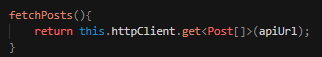 fetchPosts(){
return this.httpClient.get<Post[]>(apiUrl);
}